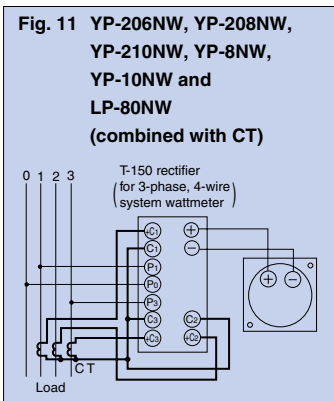 Fig. 11 YP-206NW, YP-208NW,
YP-210NW, YP-8NW,
YP-10NW and
LP-80NW
(combined with CT)
T-150 rectifier
for 3-phase, 4-wire
system wattmeter
0 1 2 3
+C1
C1
P1
P0
P3
C3
+C3
+
−
C2
+C2
+ −
CT
Load